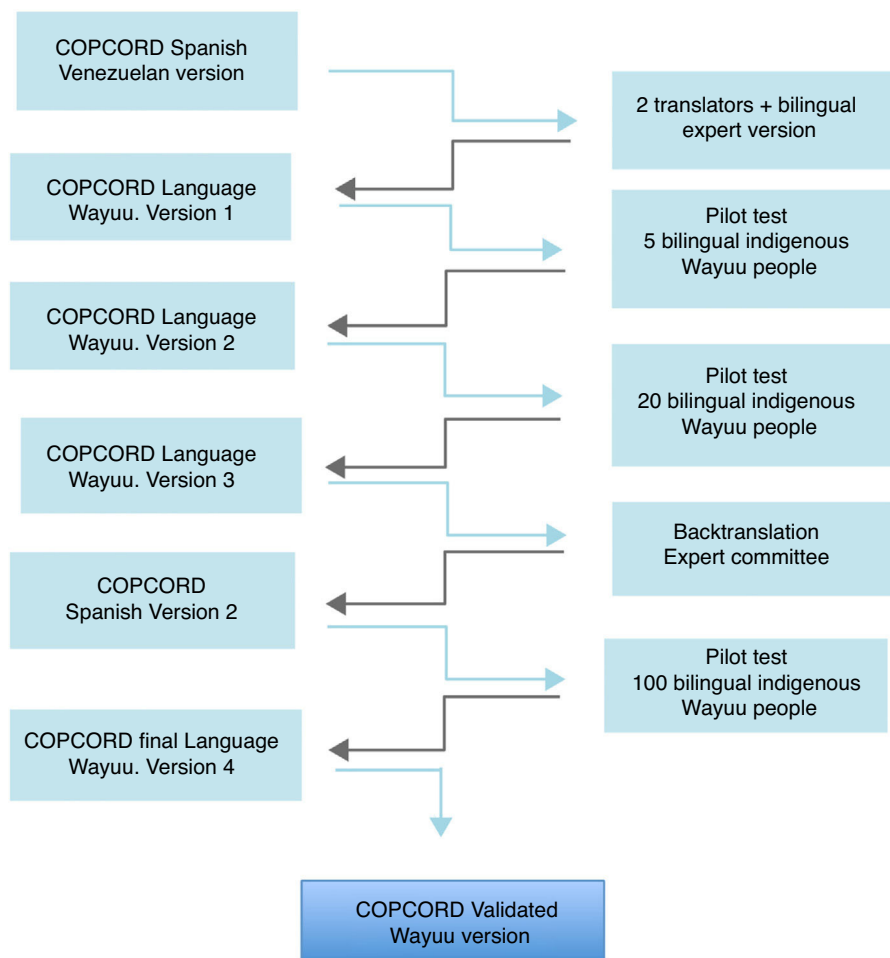 COPCORD Spanish
Venezuelan version
2 translators + bilingual
expert version
COPCORD Language
Wayuu. Version 1
Pilot test
5 bilingual indigenous
Wayuu people
COPCORD Language
Wayuu. Version 2
Pilot test
20 bilingual indigenous
Wayuu people
COPCORD Language
Wayuu. Version 3
Backtranslation
Expert committee
COPCORD
Spanish Version 2
Pilot test
100 bilingual indigenous
Wayuu people
COPCORD final Language
Wayuu. Version 4
COPCORD Validated
Wayuu version